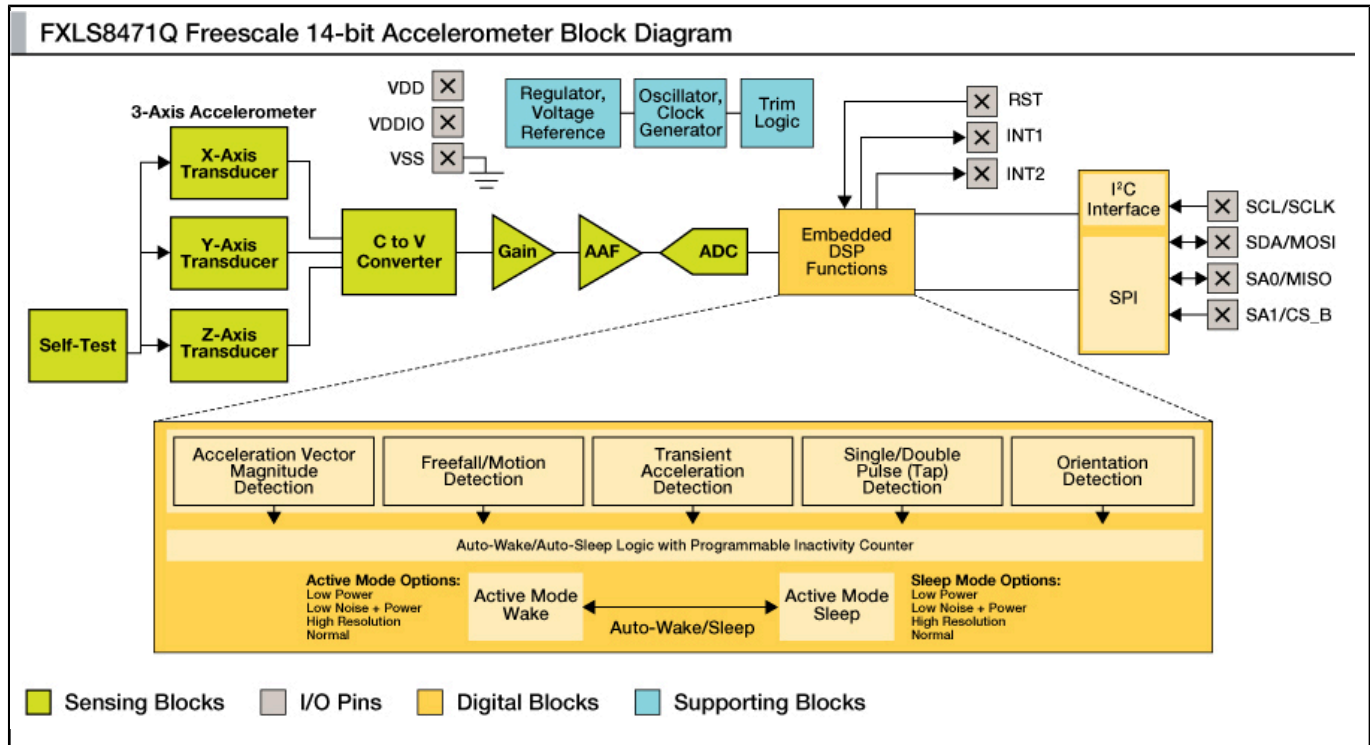 FXLS8471Q Freescale 14-bit Accelerometer Block Diagram
VDD
VDDIO
VSS
Regulator,
Voltage
Reference
Oscillator,
Clock
Generator
Trim
Logic
RST
INT1
INT2
3-Axis Accelerometer
X-Axis
Transducer
Y-Axis
Transducer
Z-Axis
Transducer
Self-Test
C to V
Converter
Gain
AAF
ADC
Embedded
DSP
Functions
I²C
Interface
SPI
SCL/SCLK
SDA/MOSI
SA0/MISO
SA1/CS_B
Acceleration Vector
Magnitude
Detection
Freefall/Motion
Detection
Transient
Acceleration
Detection
Single/Double
Pulse (Tap)
Detection
Orientation
Detection
Auto-Wake/Auto-Sleep Logic with Programmable Inactivity Counter
Active Mode Options:
Low Power
Low Noise + Power
High Resolution
Normal
Active Mode
Wake
Auto-Wake/Sleep
Active Mode
Sleep
Sleep Mode Options:
Low Power
Low Noise + Power
High Resolution
Normal
Sensing Blocks
I/O Pins
Digital Blocks
Supporting Blocks